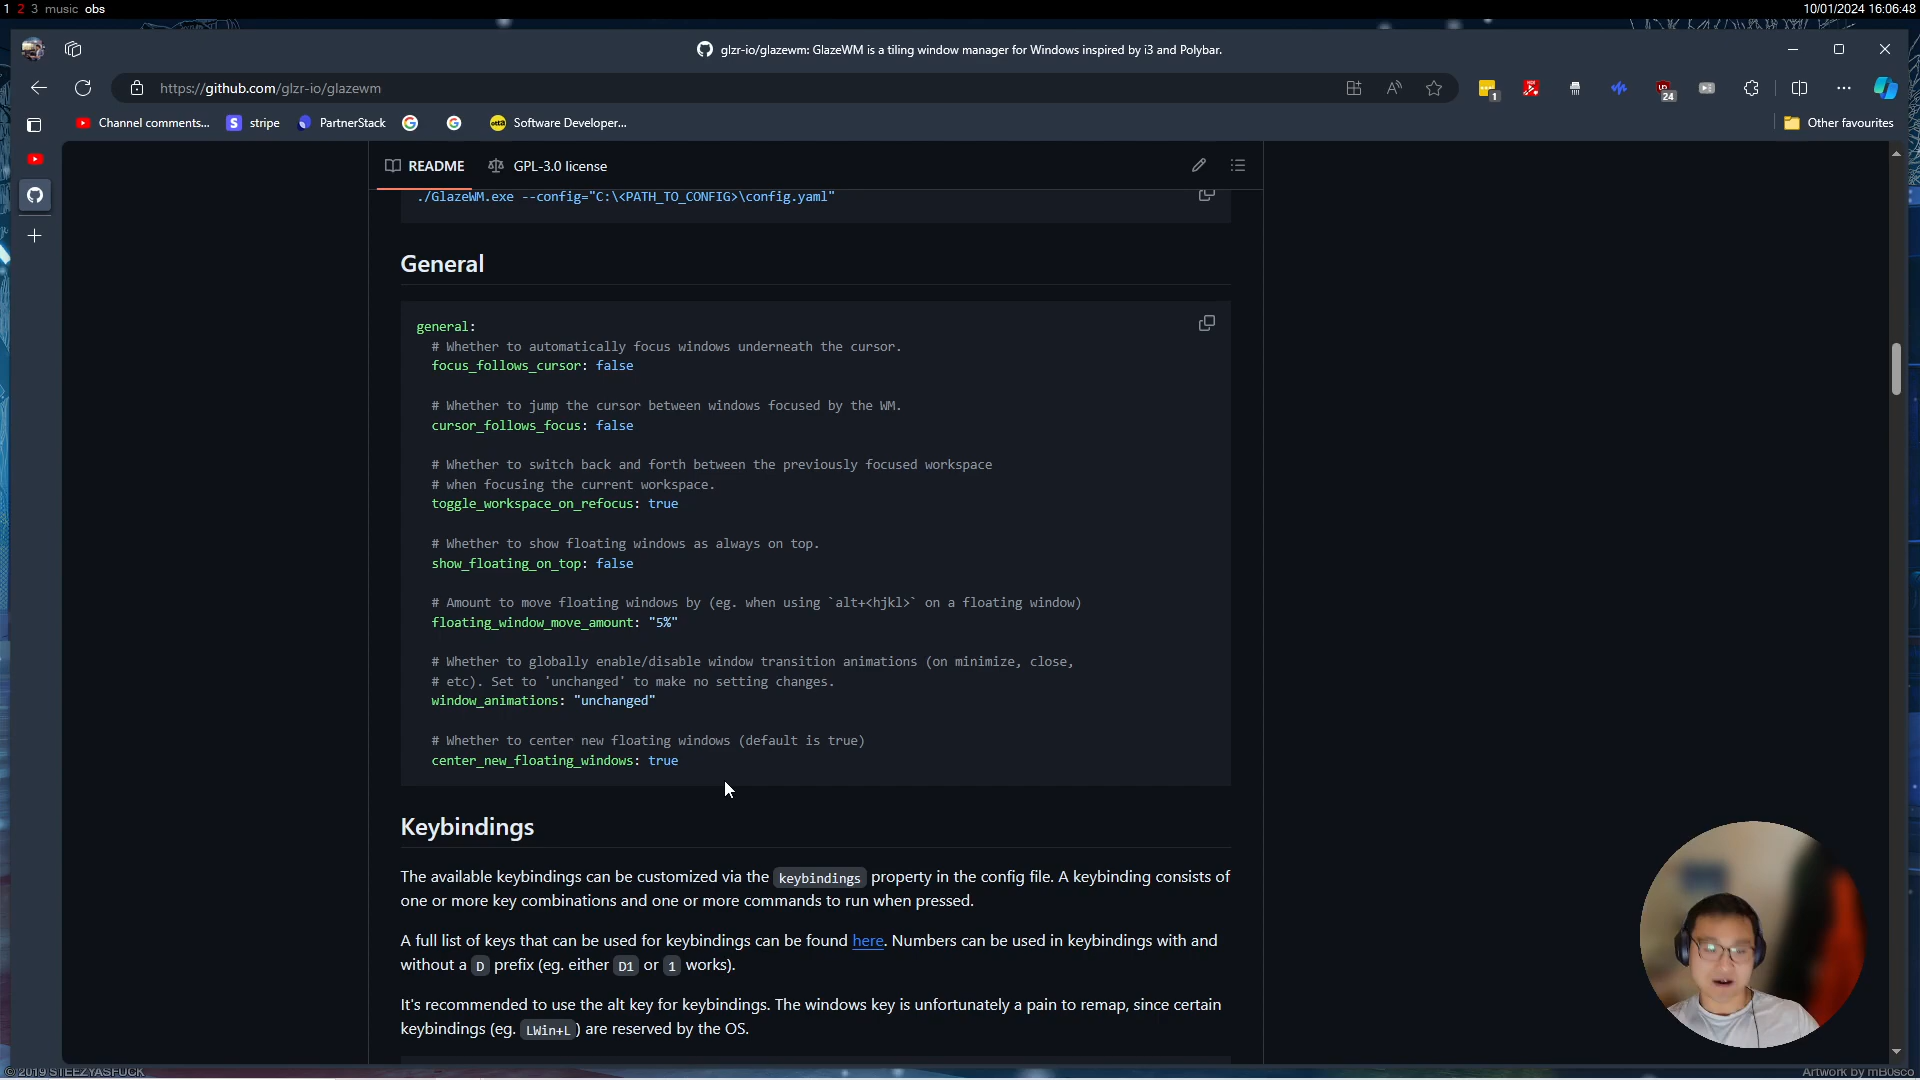 1 2 3 music obs
10/01/2024 16:06:48
glzr-io/glazewm: GlazeWM is a tiling window manager for Windows inspired by i3 and Polybar.
https://github.com/glzr-io/glazewm
1
24
Channel comments...
stripe
PartnerStack
otta
Software Developer...
Other favourites
README
GPL-3.0 license
./GlazeWM.exe --config="C:\<PATH_TO_CONFIG>\config.yaml"
General
general:
# Whether to automatically focus windows underneath the cursor.
focus_follows_cursor: false
# Whether to jump the cursor between windows focused by the WM.
cursor_follows_focus: false
# Whether to switch back and forth between the previously focused workspace
# when focusing the current workspace.
toggle_workspace_on_refocus: true
# Whether to show floating windows as always on top.
show_floating_on_top: false
# Amount to move floating windows by (eg. when using `alt+<hjkl>` on a floating window)
floating_window_move_amount: "5%"
# Whether to globally enable/disable window transition animations (on minimize, close,
# etc). Set to 'unchanged' to make no setting changes.
window_animations: "unchanged"
# Whether to center new floating windows (default is true)
center_new_floating_windows: true
Keybindings
The available keybindings can be customized via the keybindings property in the config file. A keybinding consists of
one or more key combinations and one or more commands to run when pressed.
A full list of keys that can be used for keybindings can be found here. Numbers can be used in keybindings with and
without a D prefix (eg. either D1 or 1 works).
It's recommended to use the alt key for keybindings. The windows key is unfortunately a pain to remap, since certain
keybindings (eg. LWin+L) are reserved by the OS.
© 2019 STEEZYASFUCK
Artwork by mB0sco